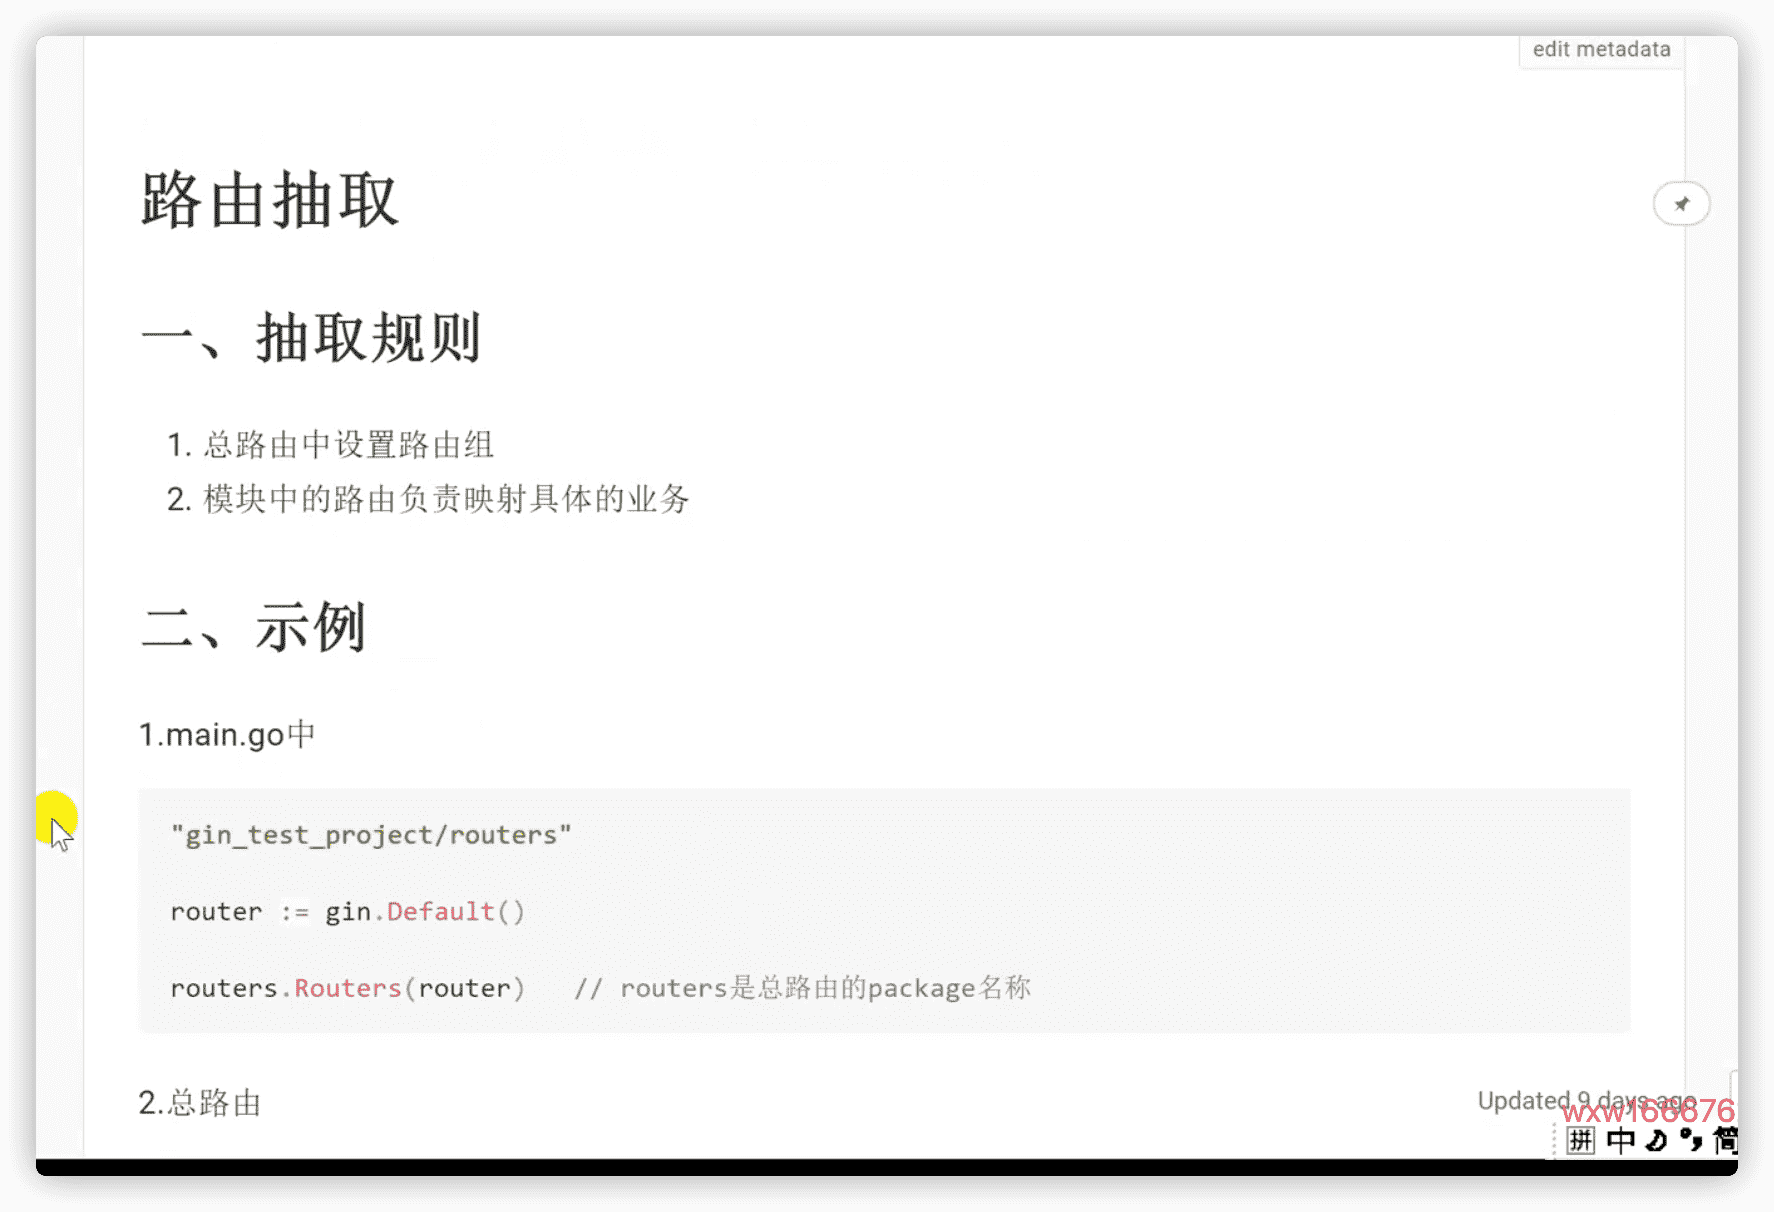 edit metadata
路由抽取
一、抽取规则
1. 总路由中设置路由组
2. 模块中的路由负责映射具体的业务
二、示例
1.main.go中
"gin_test_project/routers"
router := gin.Default()
routers.Routers(router)   // routers是总路由的package名称
2.总路由
Updated 9 days ago
wxw166876
拼 中 简